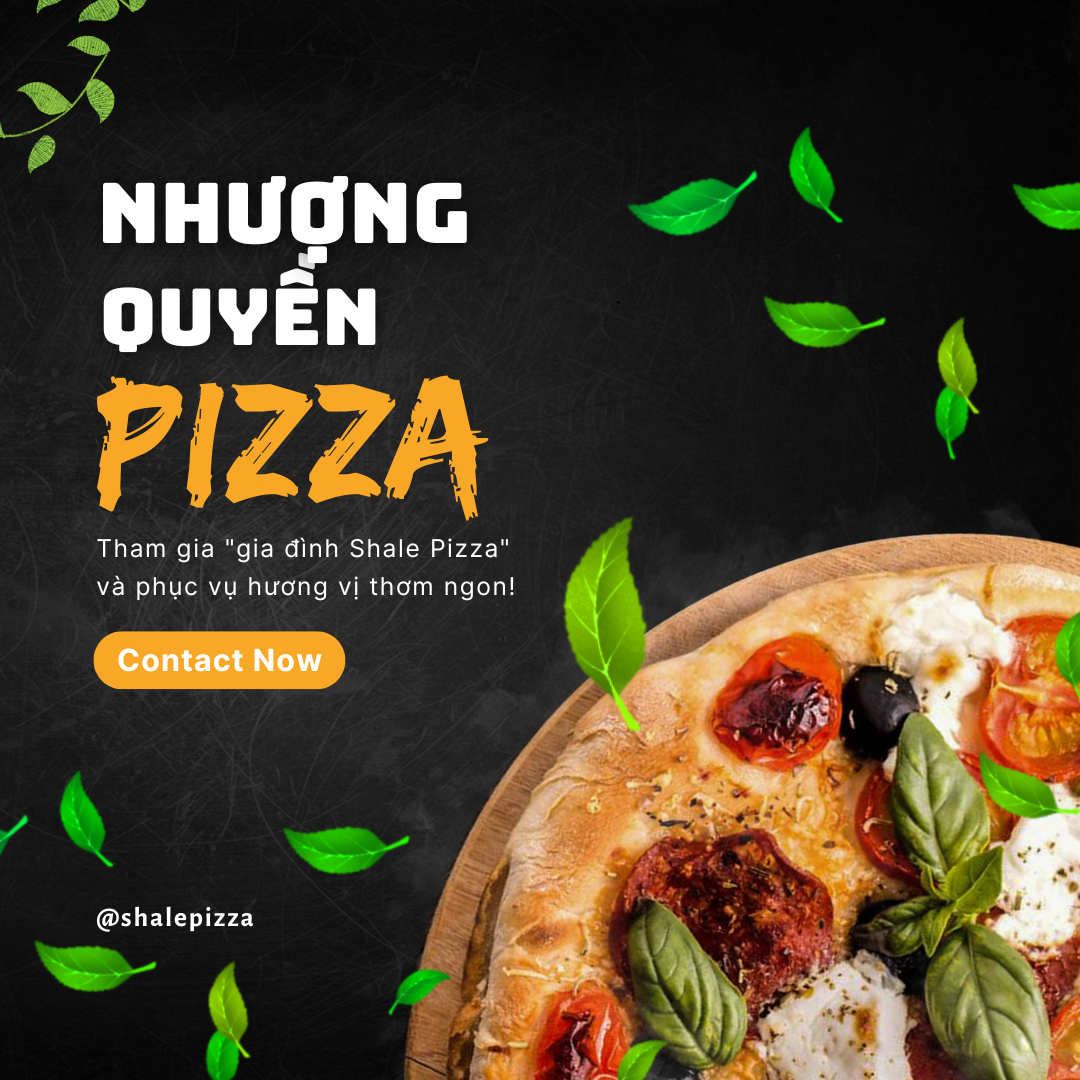 NHƯỢNG
QUYỀN
PIZZA
Tham gia "gia đình Shale Pizza"
và phục vụ hương vị thơm ngon!
Contact Now
@shalepizza